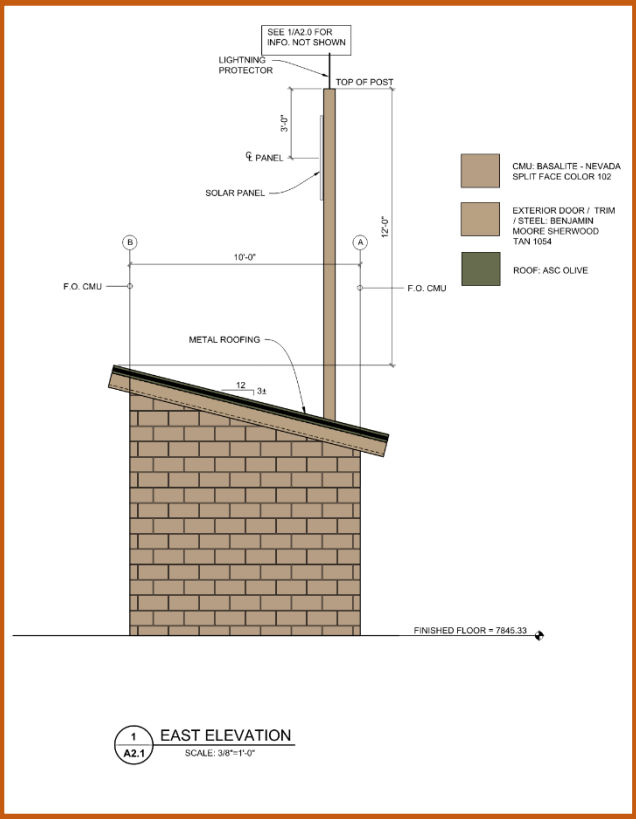 SEE 1/A2.0 FOR
INFO. NOT SHOWN
LIGHTNING
PROTECTOR
TOP OF POST
3'-0"
℄ PANEL
SOLAR PANEL
12'-0"
CMU: BASALITE - NEVADA
SPLIT FACE COLOR 102
EXTERIOR DOOR / TRIM
/ STEEL: BENJAMIN
MOORE SHERWOOD
TAN 1054
ROOF: ASC OLIVE
B
A
10'-0"
F.O. CMU
F.O. CMU
METAL ROOFING
12
3±
FINISHED FLOOR = 7845.33
1
A2.1
EAST ELEVATION
SCALE: 3/8"=1'-0"